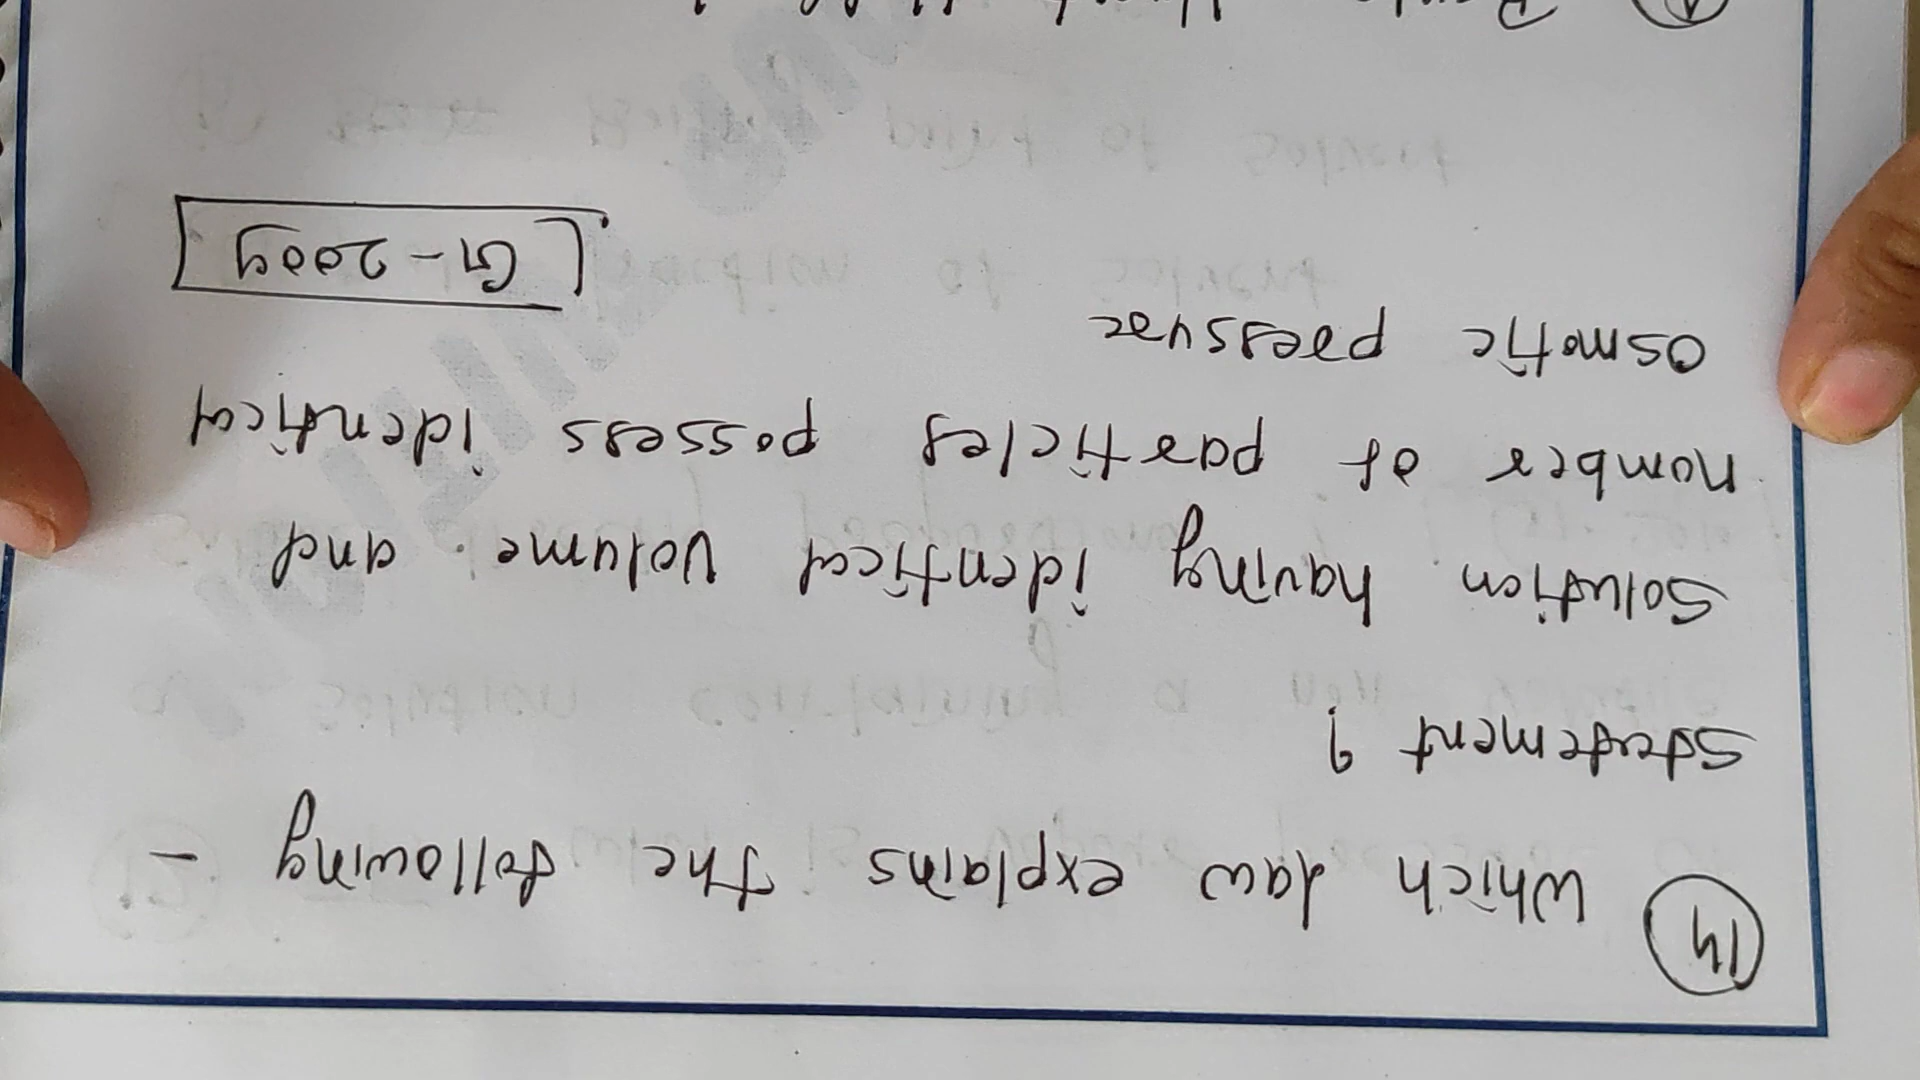 14 Which law explains the following -
statement ?
Solution having identical volume and
number of particles possess identical
osmotic pressure
[G-2009]